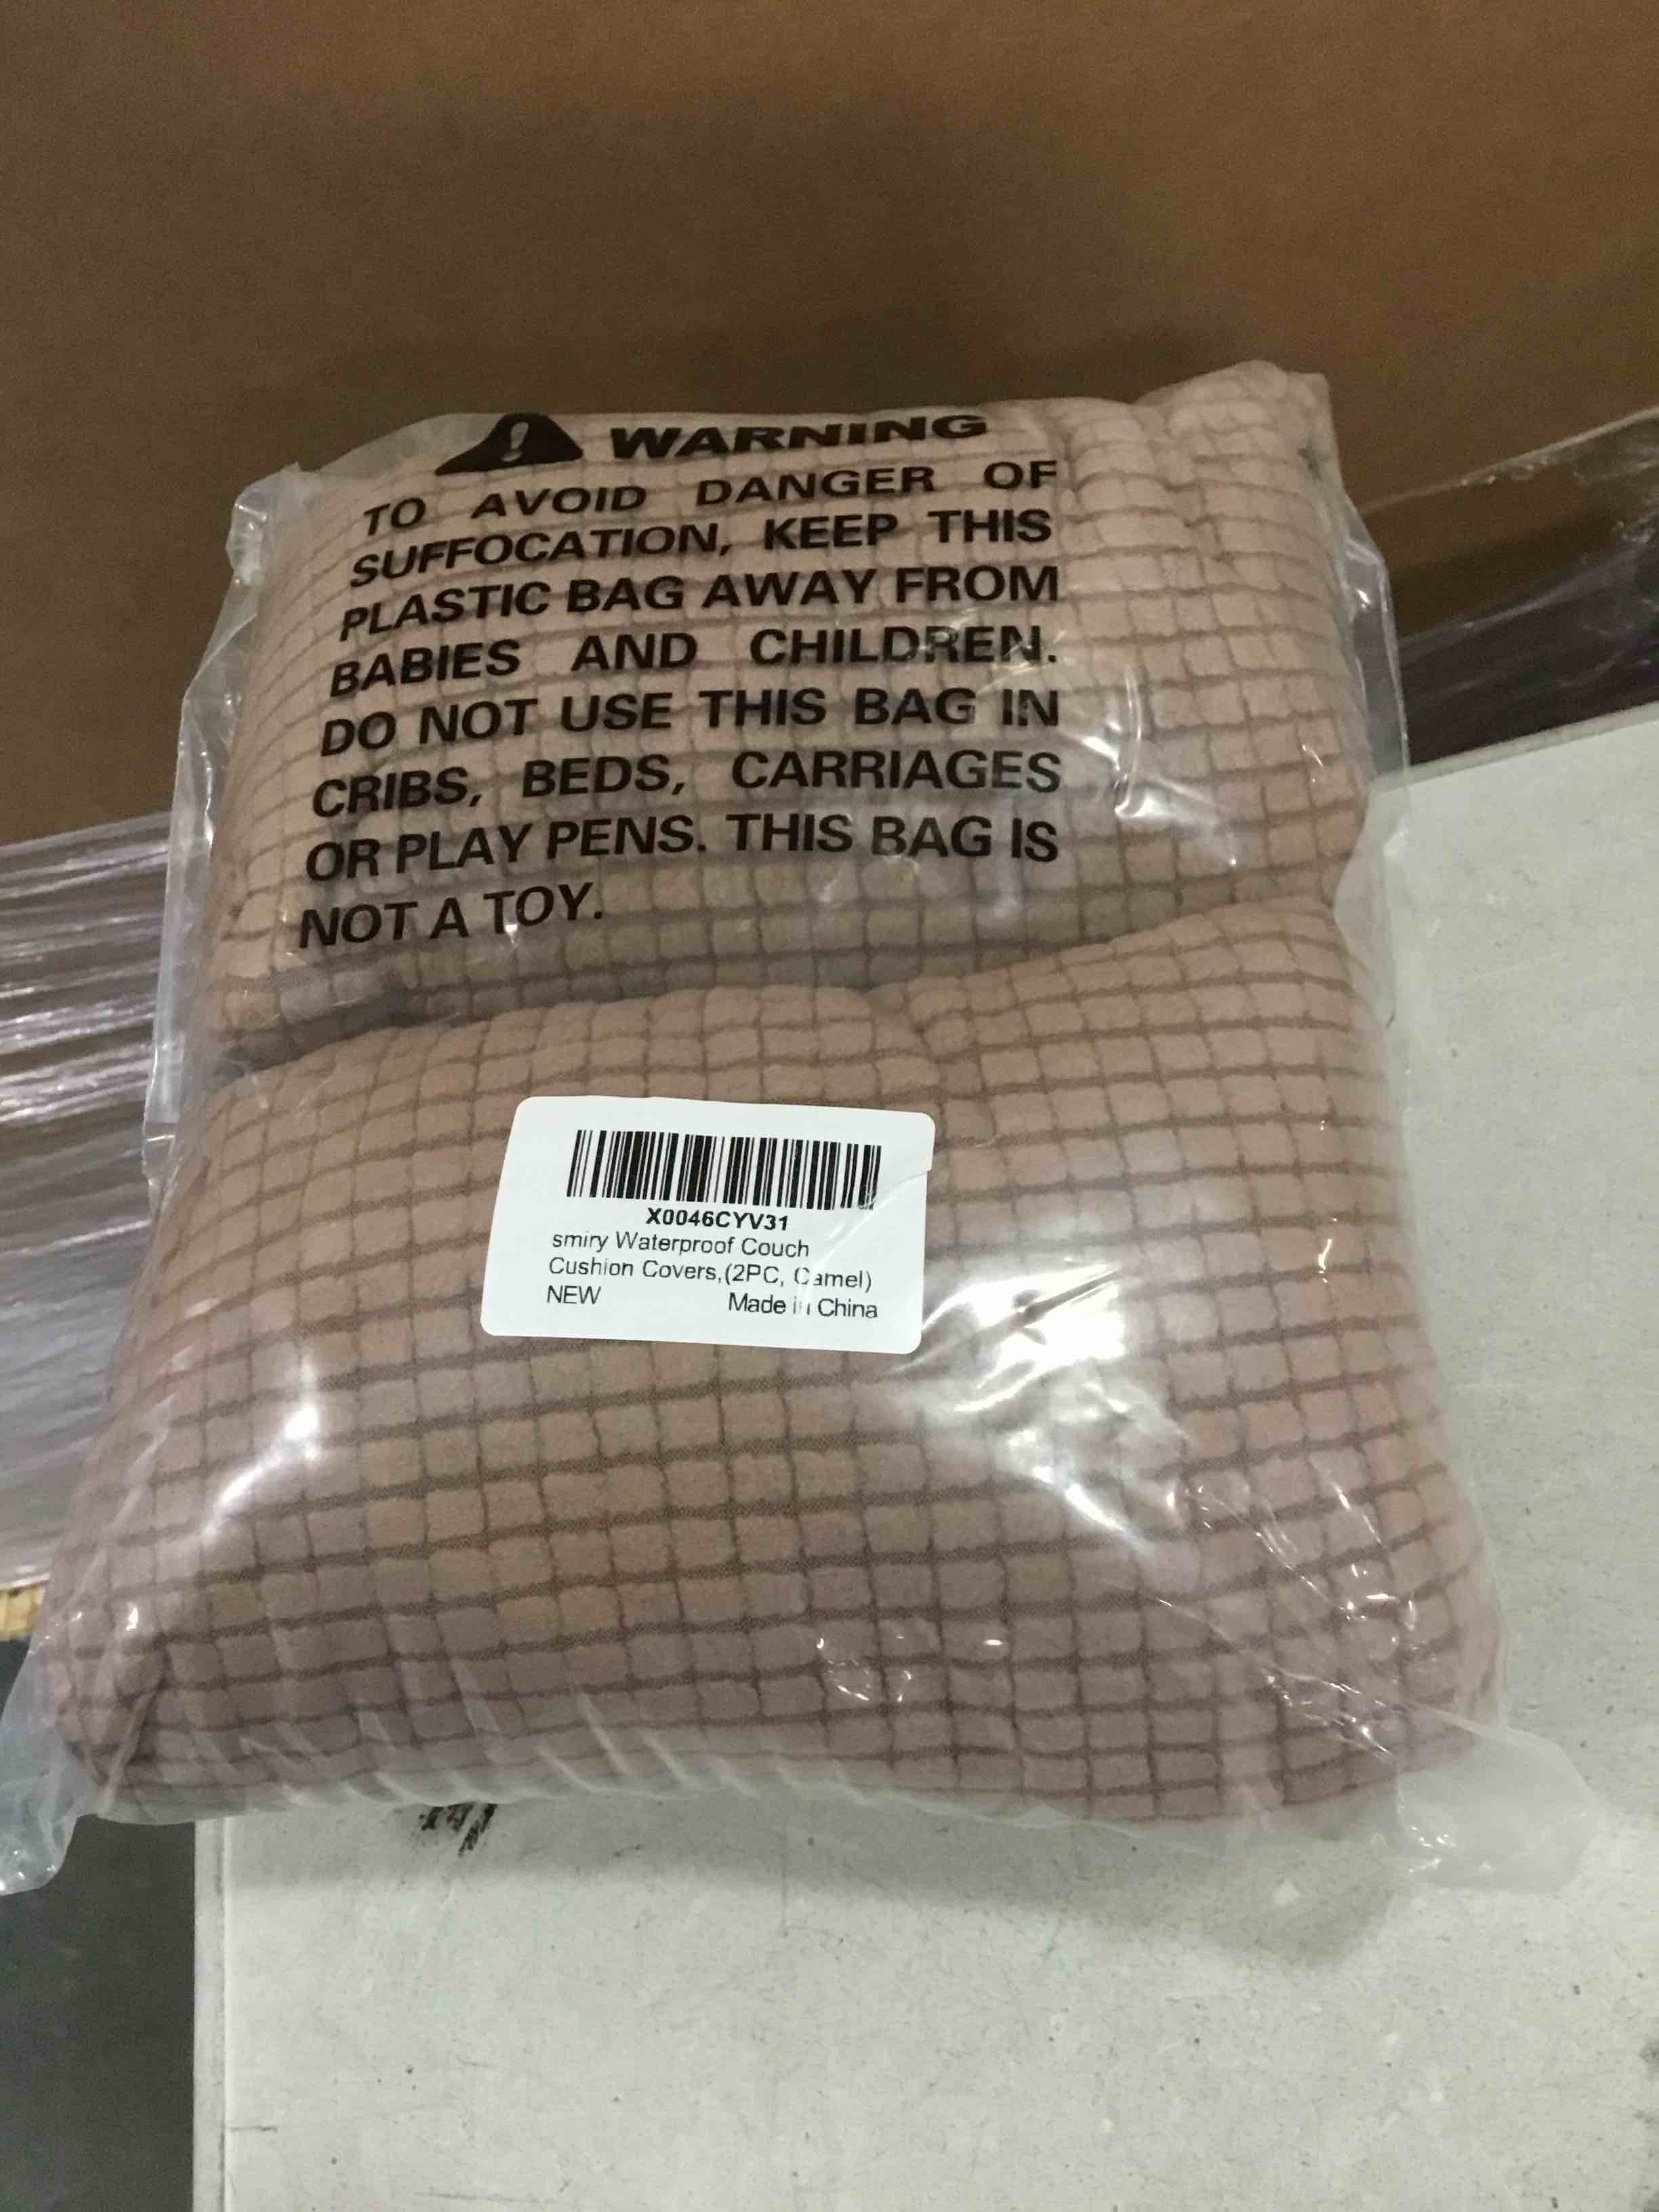 WARNING
TO AVOID DANGER OF
SUFFOCATION, KEEP THIS
PLASTIC BAG AWAY FROM
BABIES AND CHILDREN.
DO NOT USE THIS BAG IN
CRIBS, BEDS, CARRIAGES
OR PLAY PENS. THIS BAG IS
NOT A TOY.
X0046CYV31
smiry Waterproof Couch
Cushion Covers,(2PC, Camel)
NEW Made in China